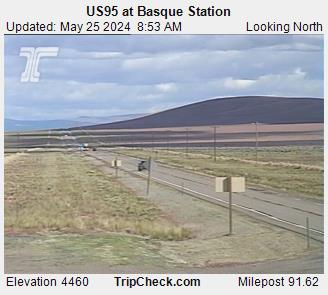 US95 at Basque Station
Updated: May 25 2024 8:53 AM Looking North
Elevation 4460 TripCheck.com Milepost 91.62